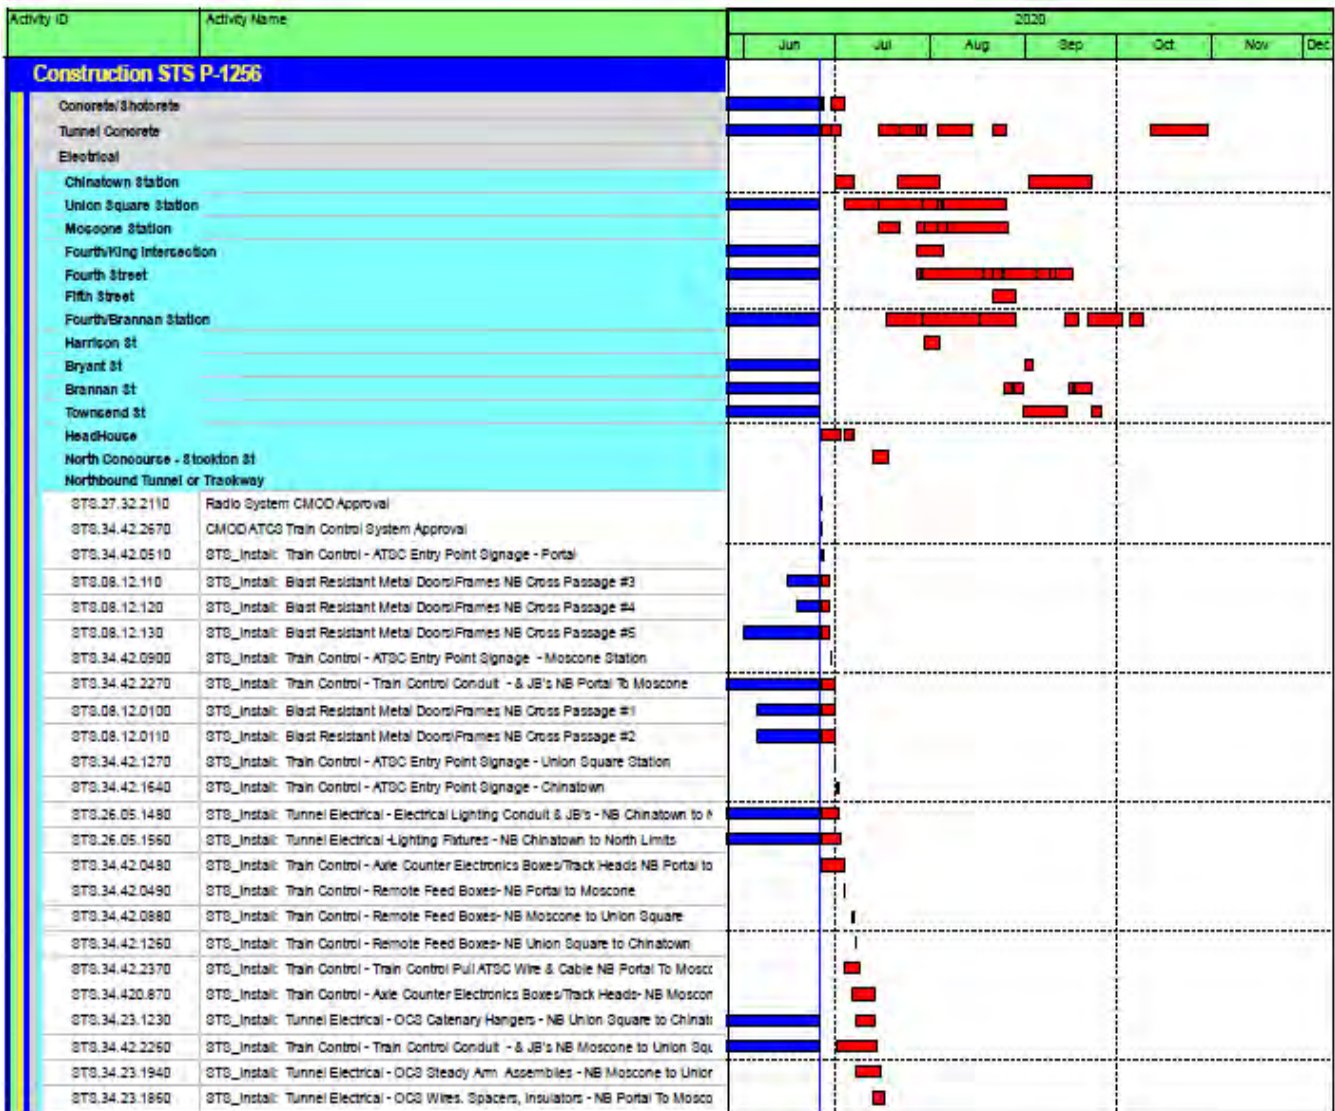 Activity ID Activity Name 2020
Jun Jul Aug Sep Oct Nov Dec
Construction STS P-1256
Concrete/Shotcrete
Tunnel Concrete
Electrical
Chinatown Station
Union Square Station
Moscone Station
Fourth/King Intersection
Fourth Street
Fifth Street
Fourth/Brannan Station
Harrison St
Bryant St
Brannan St
Townsend St
HeadHouse
North Concourse - Stockton St
Northbound Tunnel or Trackway
STS.27.32.2110 Radio System CMOD Approval
STS.34.42.2670 CMOD ATCS Train Control System Approval
STS.34.42.0510 STS_Install: Train Control - ATSC Entry Point Signage - Portal
STS.08.12.110 STS_Install: Blast Resistant Metal Doors/Frames NB Cross Passage #3
STS.08.12.120 STS_Install: Blast Resistant Metal Doors/Frames NB Cross Passage #4
STS.08.12.130 STS_Install: Blast Resistant Metal Doors/Frames NB Cross Passage #5
STS.34.42.0900 STS_Install: Train Control - ATSC Entry Point Signage - Moscone Station
STS.34.42.2270 STS_Install: Train Control - Train Control Conduit - & JB's NB Portal To Moscone
STS.08.12.0100 STS_Install: Blast Resistant Metal Doors/Frames NB Cross Passage #1
STS.08.12.0110 STS_Install: Blast Resistant Metal Doors/Frames NB Cross Passage #2
STS.34.42.1270 STS_Install: Train Control - ATSC Entry Point Signage - Union Square Station
STS.34.42.1640 STS_Install: Train Control - ATSC Entry Point Signage - Chinatown
STS.26.05.1480 STS_Install: Tunnel Electrical - Electrical Lighting Conduit & JB's - NB Chinatown to
STS.26.05.1560 STS_Install: Tunnel Electrical -Lighting Fixtures - NB Chinatown to North Limits
STS.34.42.0480 STS_Install: Train Control - Axle Counter Electronics Boxes/Track Heads NB Portal to
STS.34.42.0490 STS_Install: Train Control - Remote Feed Boxes- NB Portal to Moscone
STS.34.42.0880 STS_Install: Train Control - Remote Feed Boxes- NB Moscone to Union Square
STS.34.42.1260 STS_Install: Train Control - Remote Feed Boxes- NB Union Square to Chinatown
STS.34.42.2370 STS_Install: Train Control - Train Control Pull ATSC Wire & Cable NB Portal To Mosco
STS.34.420.870 STS_Install: Train Control - Axle Counter Electronics Boxes/Track Heads- NB Moscon
STS.34.23.1230 STS_Install: Tunnel Electrical - OCS Catenary Hangers - NB Union Square to Chinat
STS.34.42.2260 STS_Install: Train Control - Train Control Conduit - & JB's NB Moscone to Union Squ
STS.34.23.1940 STS_Install: Tunnel Electrical - OCS Steady Arm Assemblies - NB Moscone to Union
STS.34.23.1860 STS_Install: Tunnel Electrical - OCS Wires. Spacers, Insulators - NB Portal To Mosco